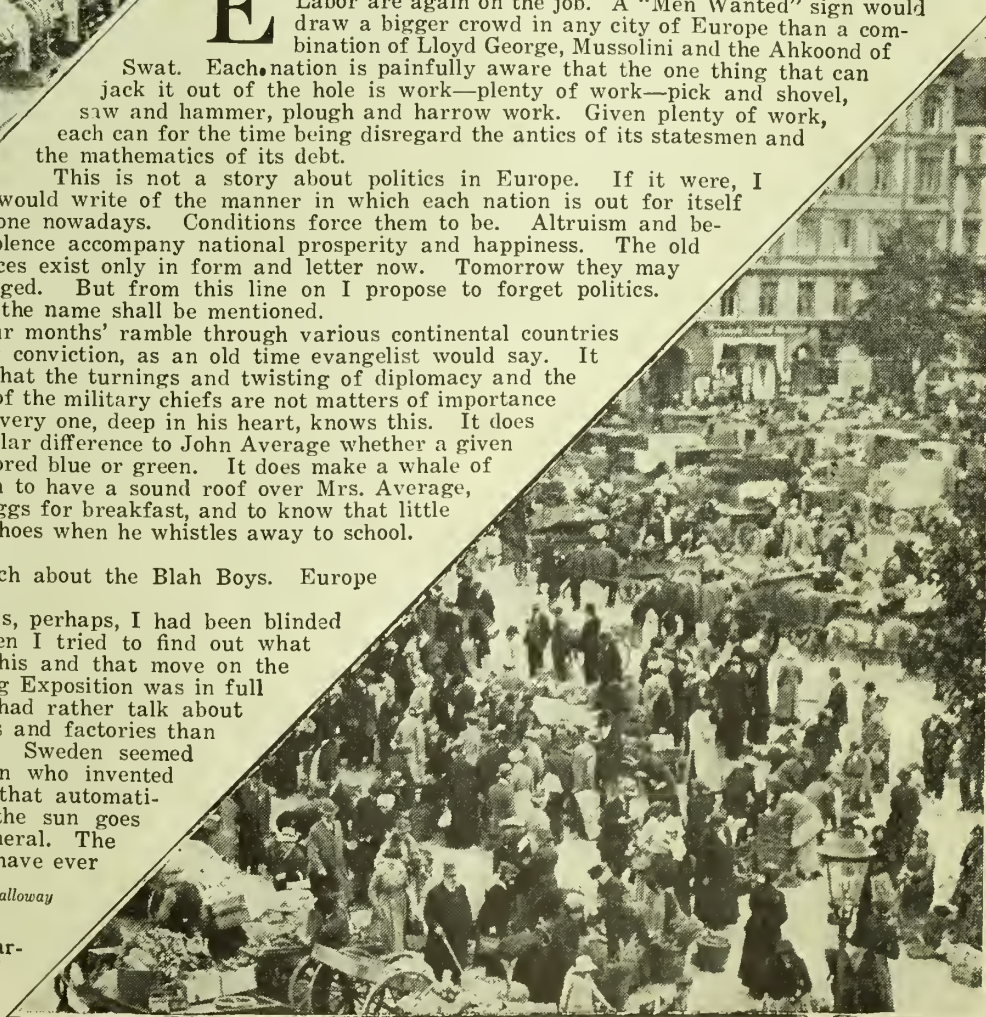 E
Labor are again on the job. A "Men Wanted" sign would
draw a bigger crowd in any city of Europe than a com-
bination of Lloyd George, Mussolini and the Ahkoond of
Swat. Each nation is painfully aware that the one thing that can
jack it out of the hole is work—plenty of work—pick and shovel,
saw and hammer, plough and harrow work. Given plenty of work,
each can for the time being disregard the antics of its statesmen and
the mathematics of its debt.
This is not a story about politics in Europe. If it were, I
would write of the manner in which each nation is out for itself
one nowadays. Conditions force them to be. Altruism and be-
lence accompany national prosperity and happiness. The old
ces exist only in form and letter now. Tomorrow they may
ged. But from this line on I propose to forget politics.
the name shall be mentioned.
ur months' ramble through various continental countries
conviction, as an old time evangelist would say. It
hat the turnings and twisting of diplomacy and the
of the military chiefs are not matters of importance
very one, deep in his heart, knows this. It does
lar difference to John Average whether a given
ored blue or green. It does make a whale of
to have a sound roof over Mrs. Average,
ggs for breakfast, and to know that little
hoes when he whistles away to school.
ch about the Blah Boys. Europe
s, perhaps, I had been blinded
en I tried to find out what
his and that move on the
g Exposition was in full
had rather talk about
s and factories than
Sweden seemed
n who invented
that automati-
the sun goes
neral. The
have ever
alloway
ar-